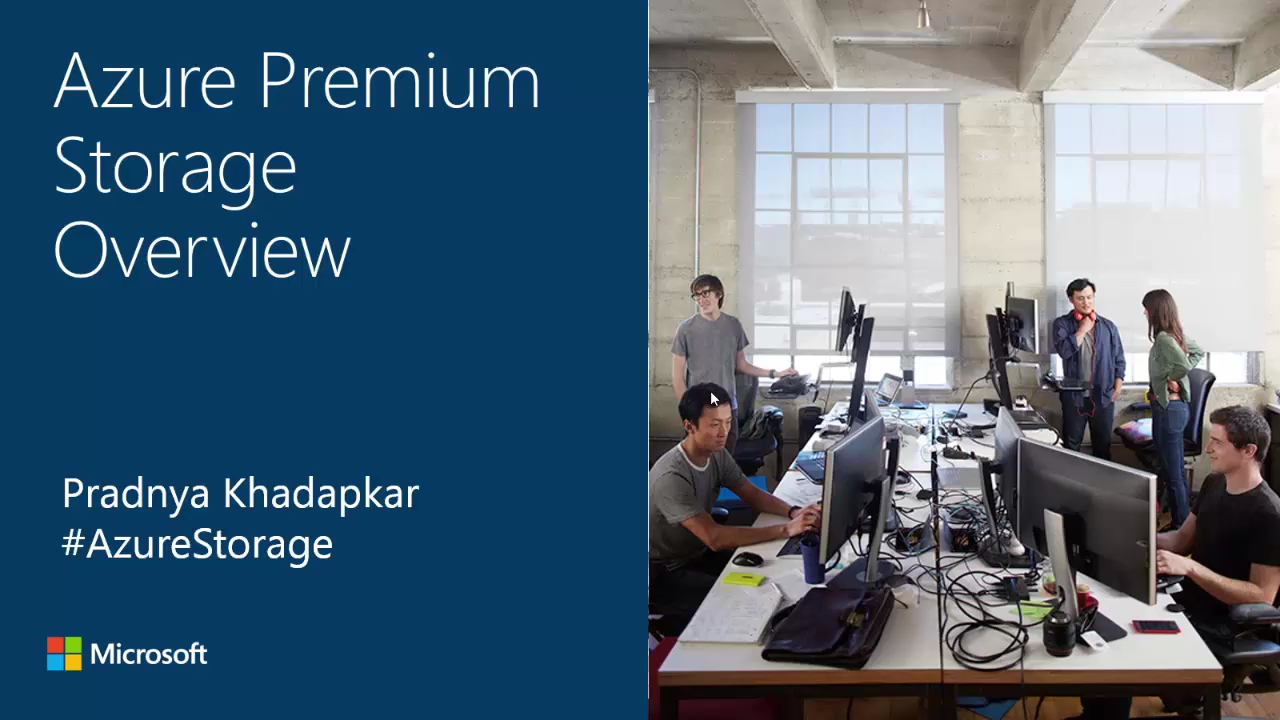 Azure Premium
Storage
Overview
Pradnya Khadapkar
#AzureStorage
Microsoft